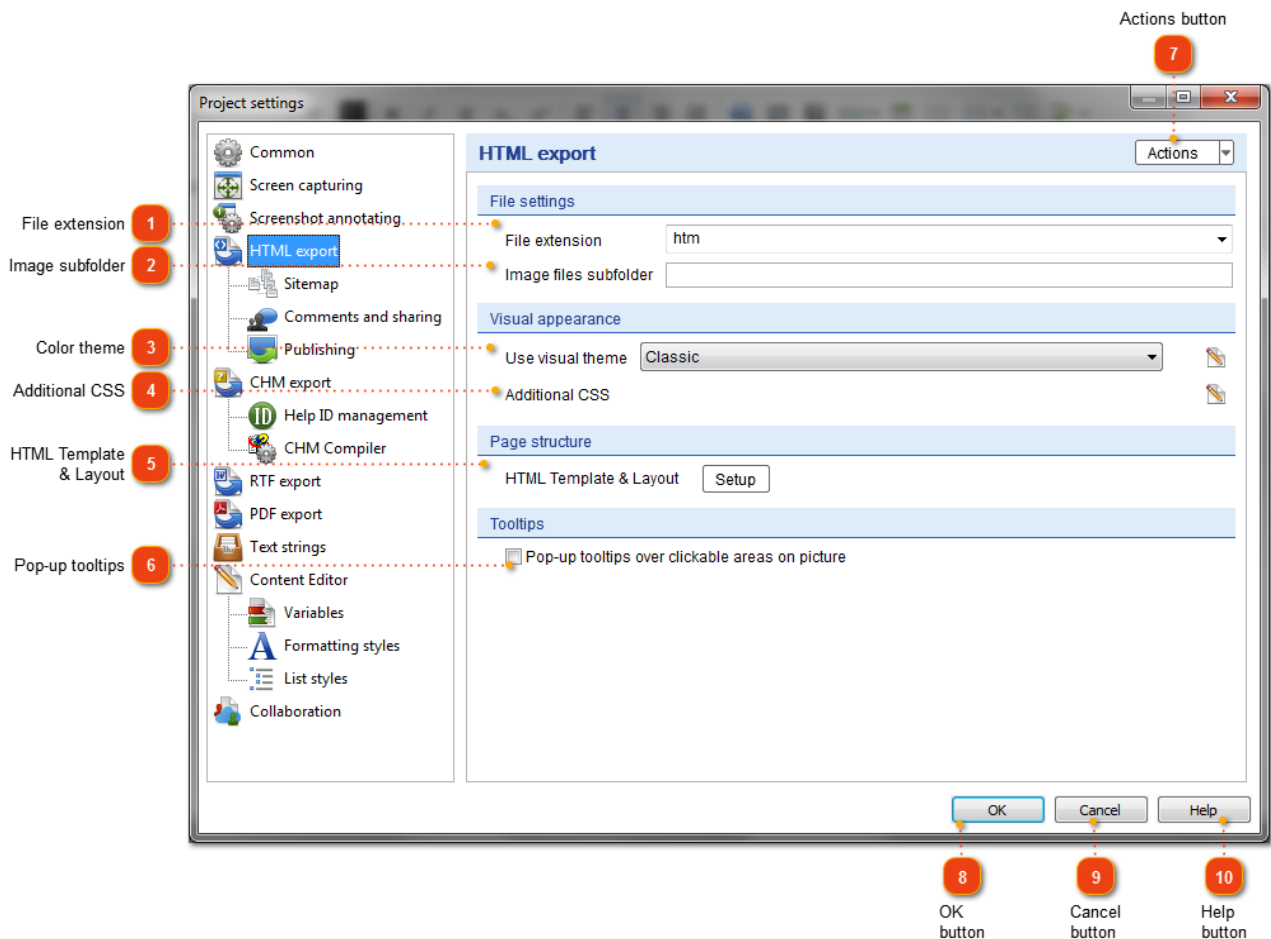 Actions button
7
Project settings
Common
Screen capturing
Screenshot annotating
HTML export
Sitemap
Comments and sharing
Publishing
CHM export
Help ID management
CHM Compiler
RTF export
PDF export
Text strings
Content Editor
Variables
Formatting styles
List styles
Collaboration
File extension 1
Image subfolder 2
Color theme 3
Additional CSS 4
HTML Template
& Layout 5
Pop-up tooltips 6
HTML export
Actions
File settings
File extension htm
Image files subfolder
Visual appearance
Use visual theme Classic
Additional CSS
Page structure
HTML Template & Layout Setup
Tooltips
Pop-up tooltips over clickable areas on picture
OK Cancel Help
8 9 10
OK Cancel Help
button button button